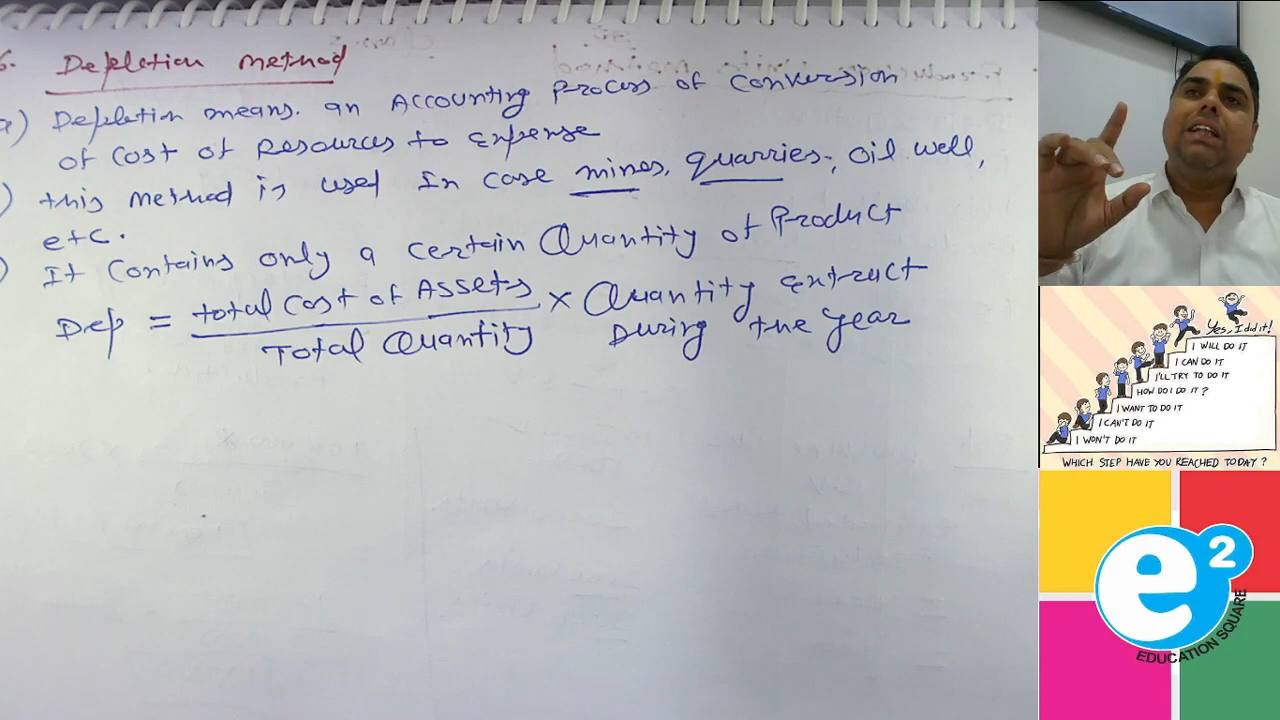 6. Depletion method
a) Depletion means. an Accounting Process of conversion
of cost of Resources to Expense
) this method is used In case mines, quarries, oil well,
etc.
) It Contains only a certain Quantity of Product
Dep = total cost of Assets / Total Quantity × Quantity extract During the year
Yes, I did it!
I WILL DO IT
I CAN DO IT
I'LL TRY TO DO IT
HOW DO I DO IT?
I WANT TO DO IT
I CAN'T DO IT
I WON'T DO IT
WHICH STEP HAVE YOU REACHED TODAY?
e2
EDUCATION SQUARE